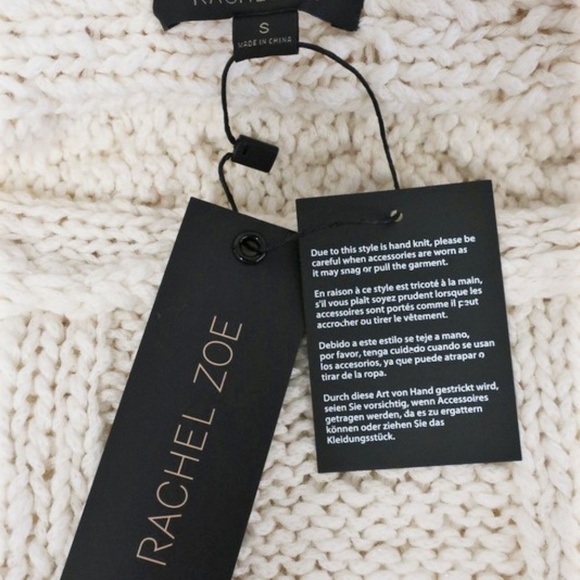 RACHEL
S
MADE IN CHINA
RACHEL ZOE
Due to this style is hand knit, please be
careful when accessories are worn as
it may snag or pull the garment.
En raison à ce style est tricoté à la main,
s'il vous plaît soyez prudent lorsque les
accessoires sont portés comme il peut
accrocher ou tirer le vêtement.
Debido a este estilo se teje a mano,
por favor, tenga cuidado cuando se usan
los accesorios, ya que puede atrapar o
tirar de la ropa.
Durch diese Art von Hand gestrickt wird,
seien Sie vorsichtig, wenn Accessoires
getragen werden, da es zu ergattern
können oder ziehen Sie das
Kleidungsstück.